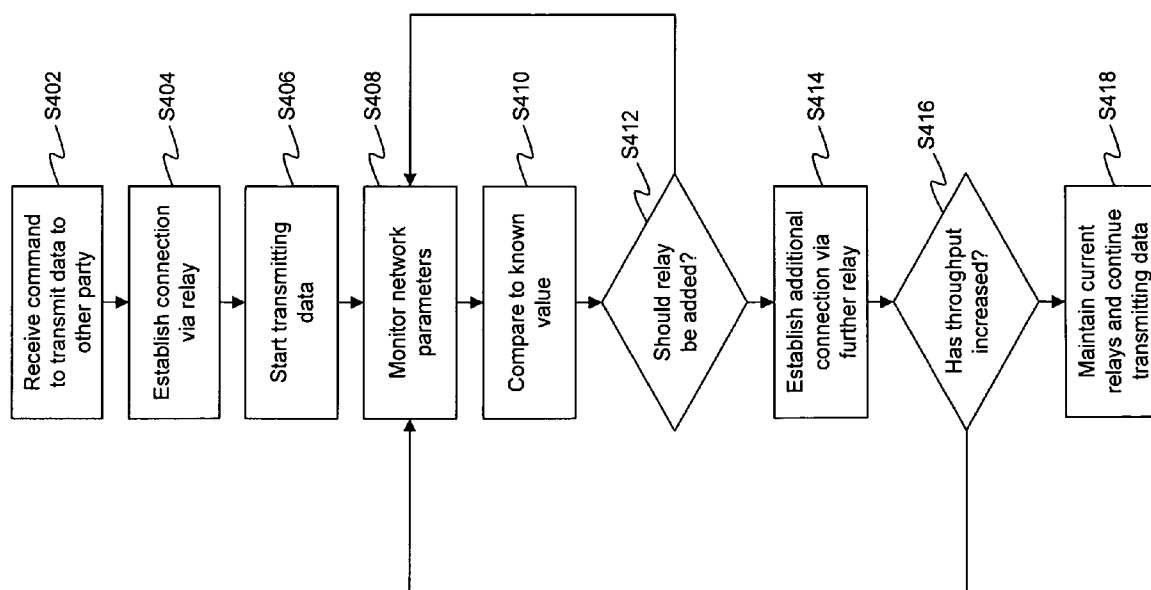 S402
Receive command
to transmit data to
other party
S404
Establish connection
via relay
S406
Start transmitting
data
S408
Monitor network
parameters
S410
Compare to known
value
S412
Should relay
be added?
S414
Establish additional
connection via
further relay
S416
Has throughput
increased?
S418
Maintain current
relays and continue
transmitting data